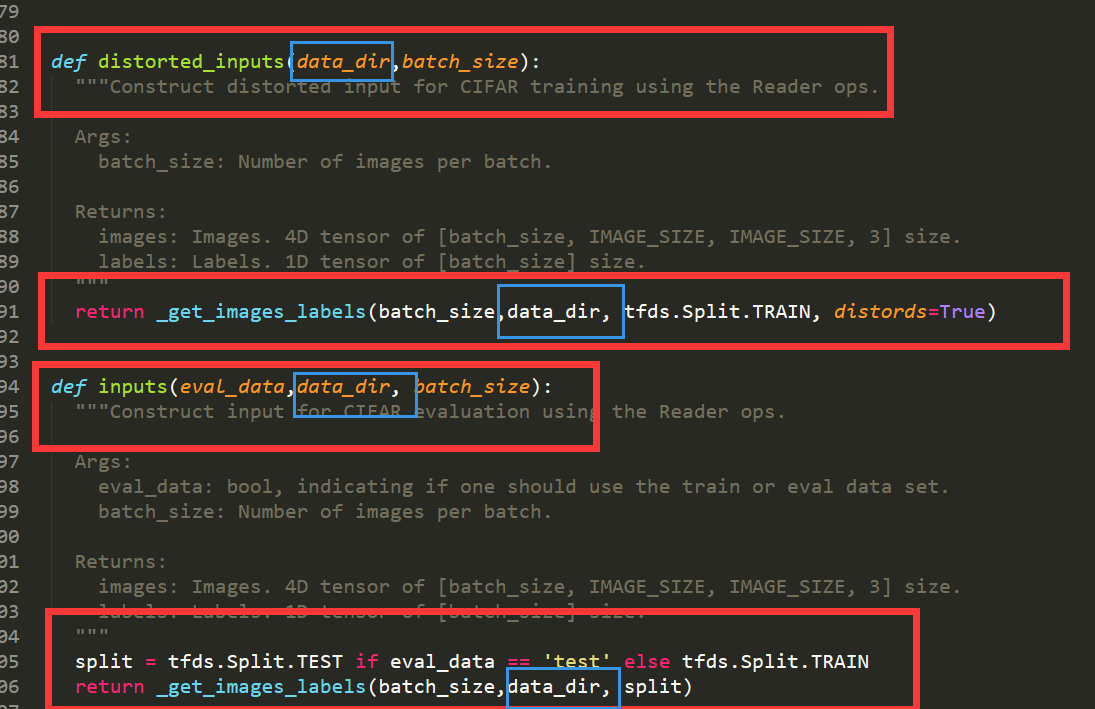 79
80
81 def distorted_inputs(data_dir,batch_size):
82 """Construct distorted input for CIFAR training using the Reader ops.
83
84 Args:
85 batch_size: Number of images per batch.
86
87 Returns:
88 images: Images. 4D tensor of [batch_size, IMAGE_SIZE, IMAGE_SIZE, 3] size.
89 labels: Labels. 1D tensor of [batch_size] size.
90 """
91 return _get_images_labels(batch_size,data_dir, tfds.Split.TRAIN, distords=True)
92
93
94 def inputs(eval_data,data_dir, batch_size):
95 """Construct input for CIFAR evaluation using the Reader ops.
96
97 Args:
98 eval_data: bool, indicating if one should use the train or eval data set.
99 batch_size: Number of images per batch.
00
01 Returns:
02 images: Images. 4D tensor of [batch_size, IMAGE_SIZE, IMAGE_SIZE, 3] size.
03 labels: Labels. 1D tensor of [batch_size] size.
04 """
05 split = tfds.Split.TEST if eval_data == 'test' else tfds.Split.TRAIN
06 return _get_images_labels(batch_size,data_dir, split)